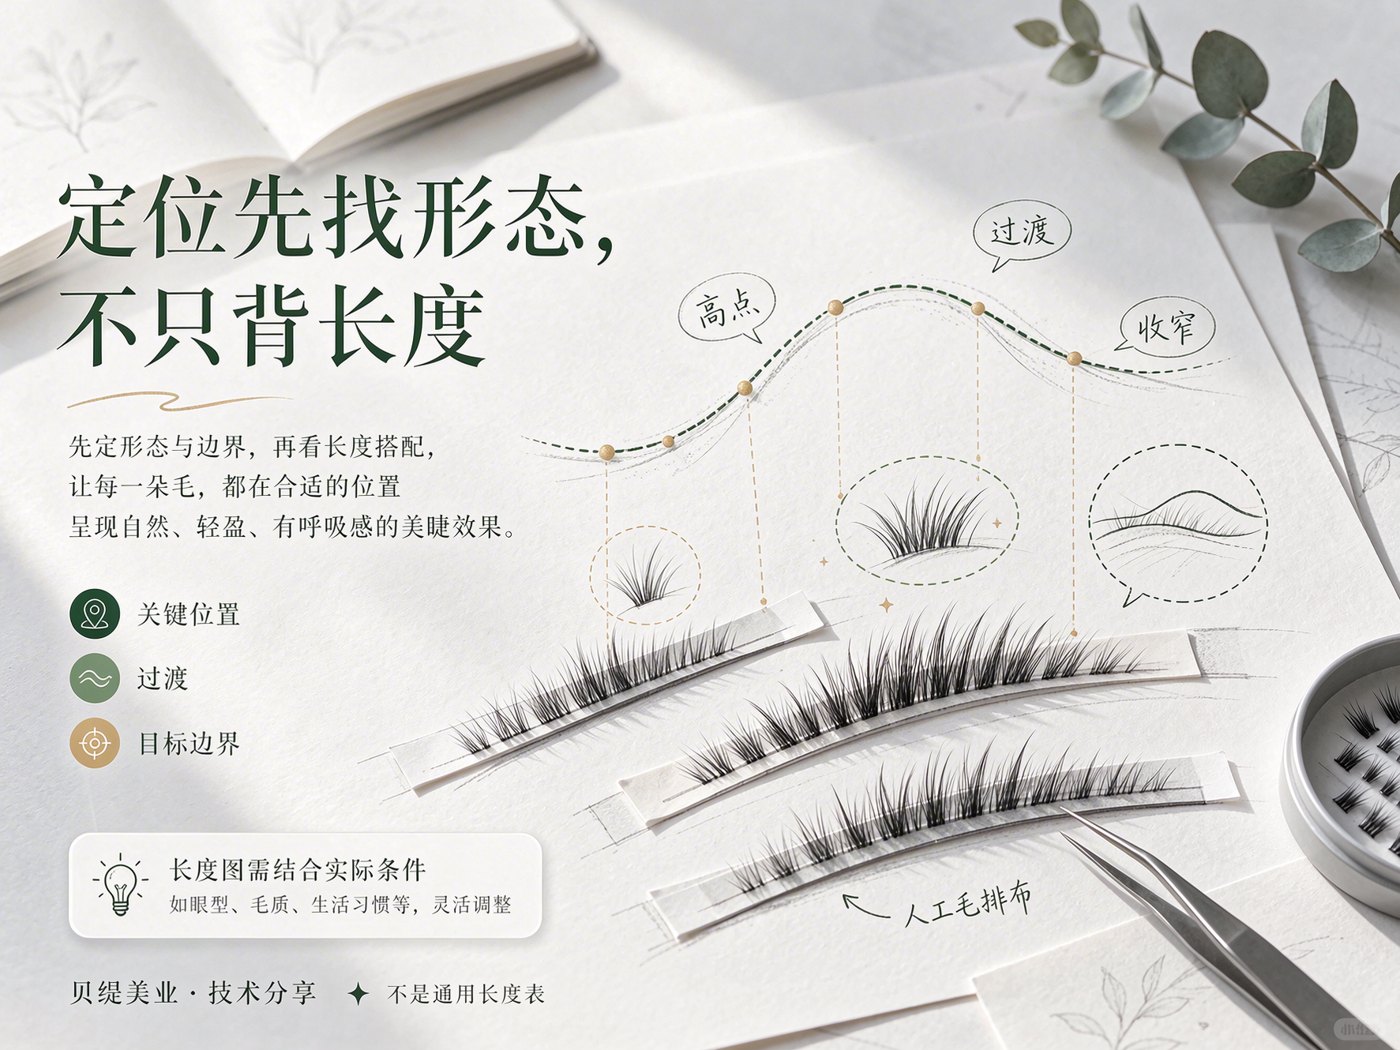 定位先找形态，
不只背长度
先定形态与边界，再看长度搭配，
让每一朵毛，都在合适的位置
呈现自然、轻盈、有呼吸感的美睫效果。
关键位置
过渡
目标边界
长度图需结合实际条件
如眼型、毛质、生活习惯等，灵活调整
贝缇美业·技术分享 不是通用长度表
高点
过渡
收窄
人工毛排布